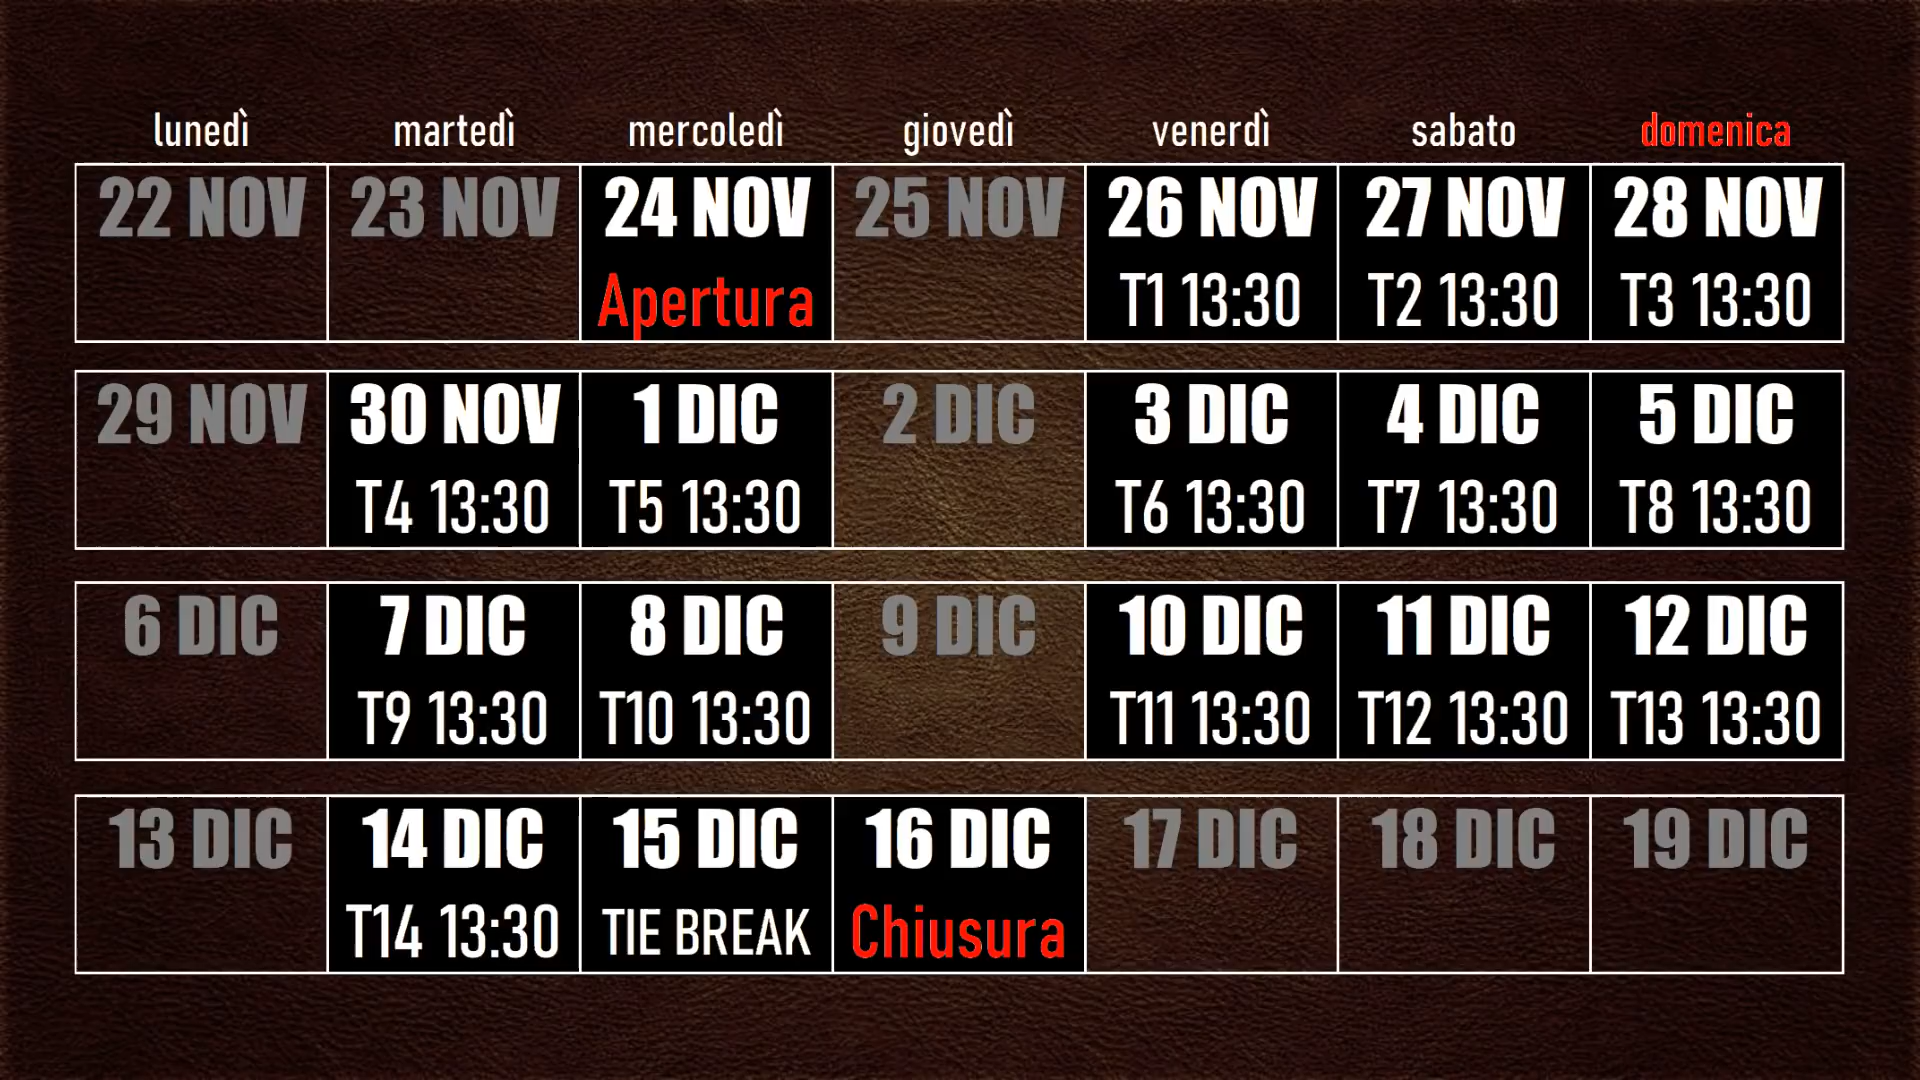 lunedì martedì mercoledì giovedì venerdì sabato domenica
22 NOV 23 NOV 24 NOV 25 NOV 26 NOV 27 NOV 28 NOV
Apertura T1 13:30 T2 13:30 T3 13:30
29 NOV 30 NOV 1 DIC 2 DIC 3 DIC 4 DIC 5 DIC
T4 13:30 T5 13:30 T6 13:30 T7 13:30 T8 13:30
6 DIC 7 DIC 8 DIC 9 DIC 10 DIC 11 DIC 12 DIC
T9 13:30 T10 13:30 T11 13:30 T12 13:30 T13 13:30
13 DIC 14 DIC 15 DIC 16 DIC 17 DIC 18 DIC 19 DIC
T14 13:30 TIE BREAK Chiusura